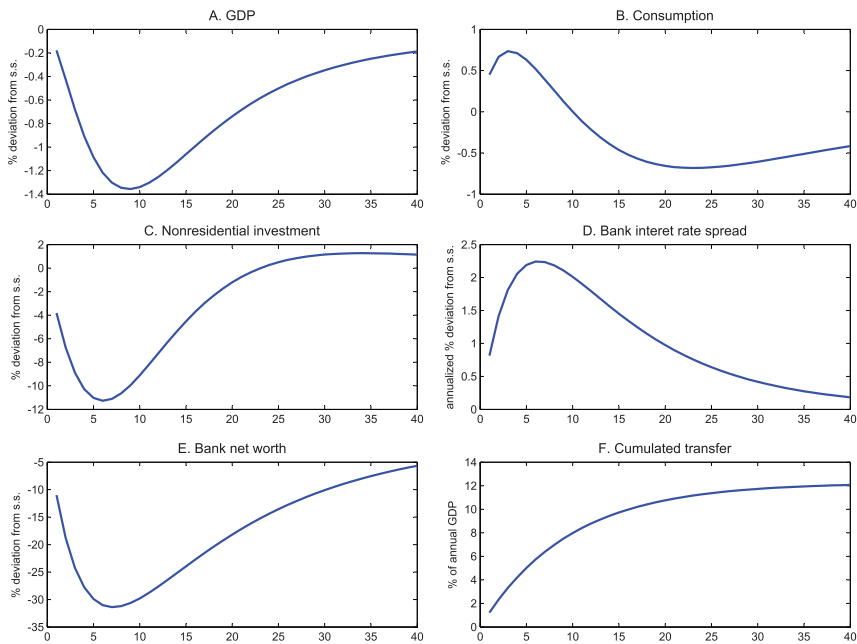 A. GDP
% deviation from s.s.
0
-0.2
-0.4
-0.6
-0.8
-1
-1.2
-1.4
0 5 10 15 20 25 30 35 40
B. Consumption
% deviation from s.s.
1
0.5
0
-0.5
-1
0 5 10 15 20 25 30 35 40
C. Nonresidential investment
% deviation from s.s.
2
0
-2
-4
-6
-8
-10
-12
0 5 10 15 20 25 30 35 40
D. Bank interet rate spread
annualized % deviation from s.s.
2.5
2
1.5
1
0.5
0
0 5 10 15 20 25 30 35 40
E. Bank net worth
% deviation from s.s.
-5
-10
-15
-20
-25
-30
-35
0 5 10 15 20 25 30 35 40
F. Cumulated transfer
% of annual GDP
14
12
10
8
6
4
2
0
0 5 10 15 20 25 30 35 40